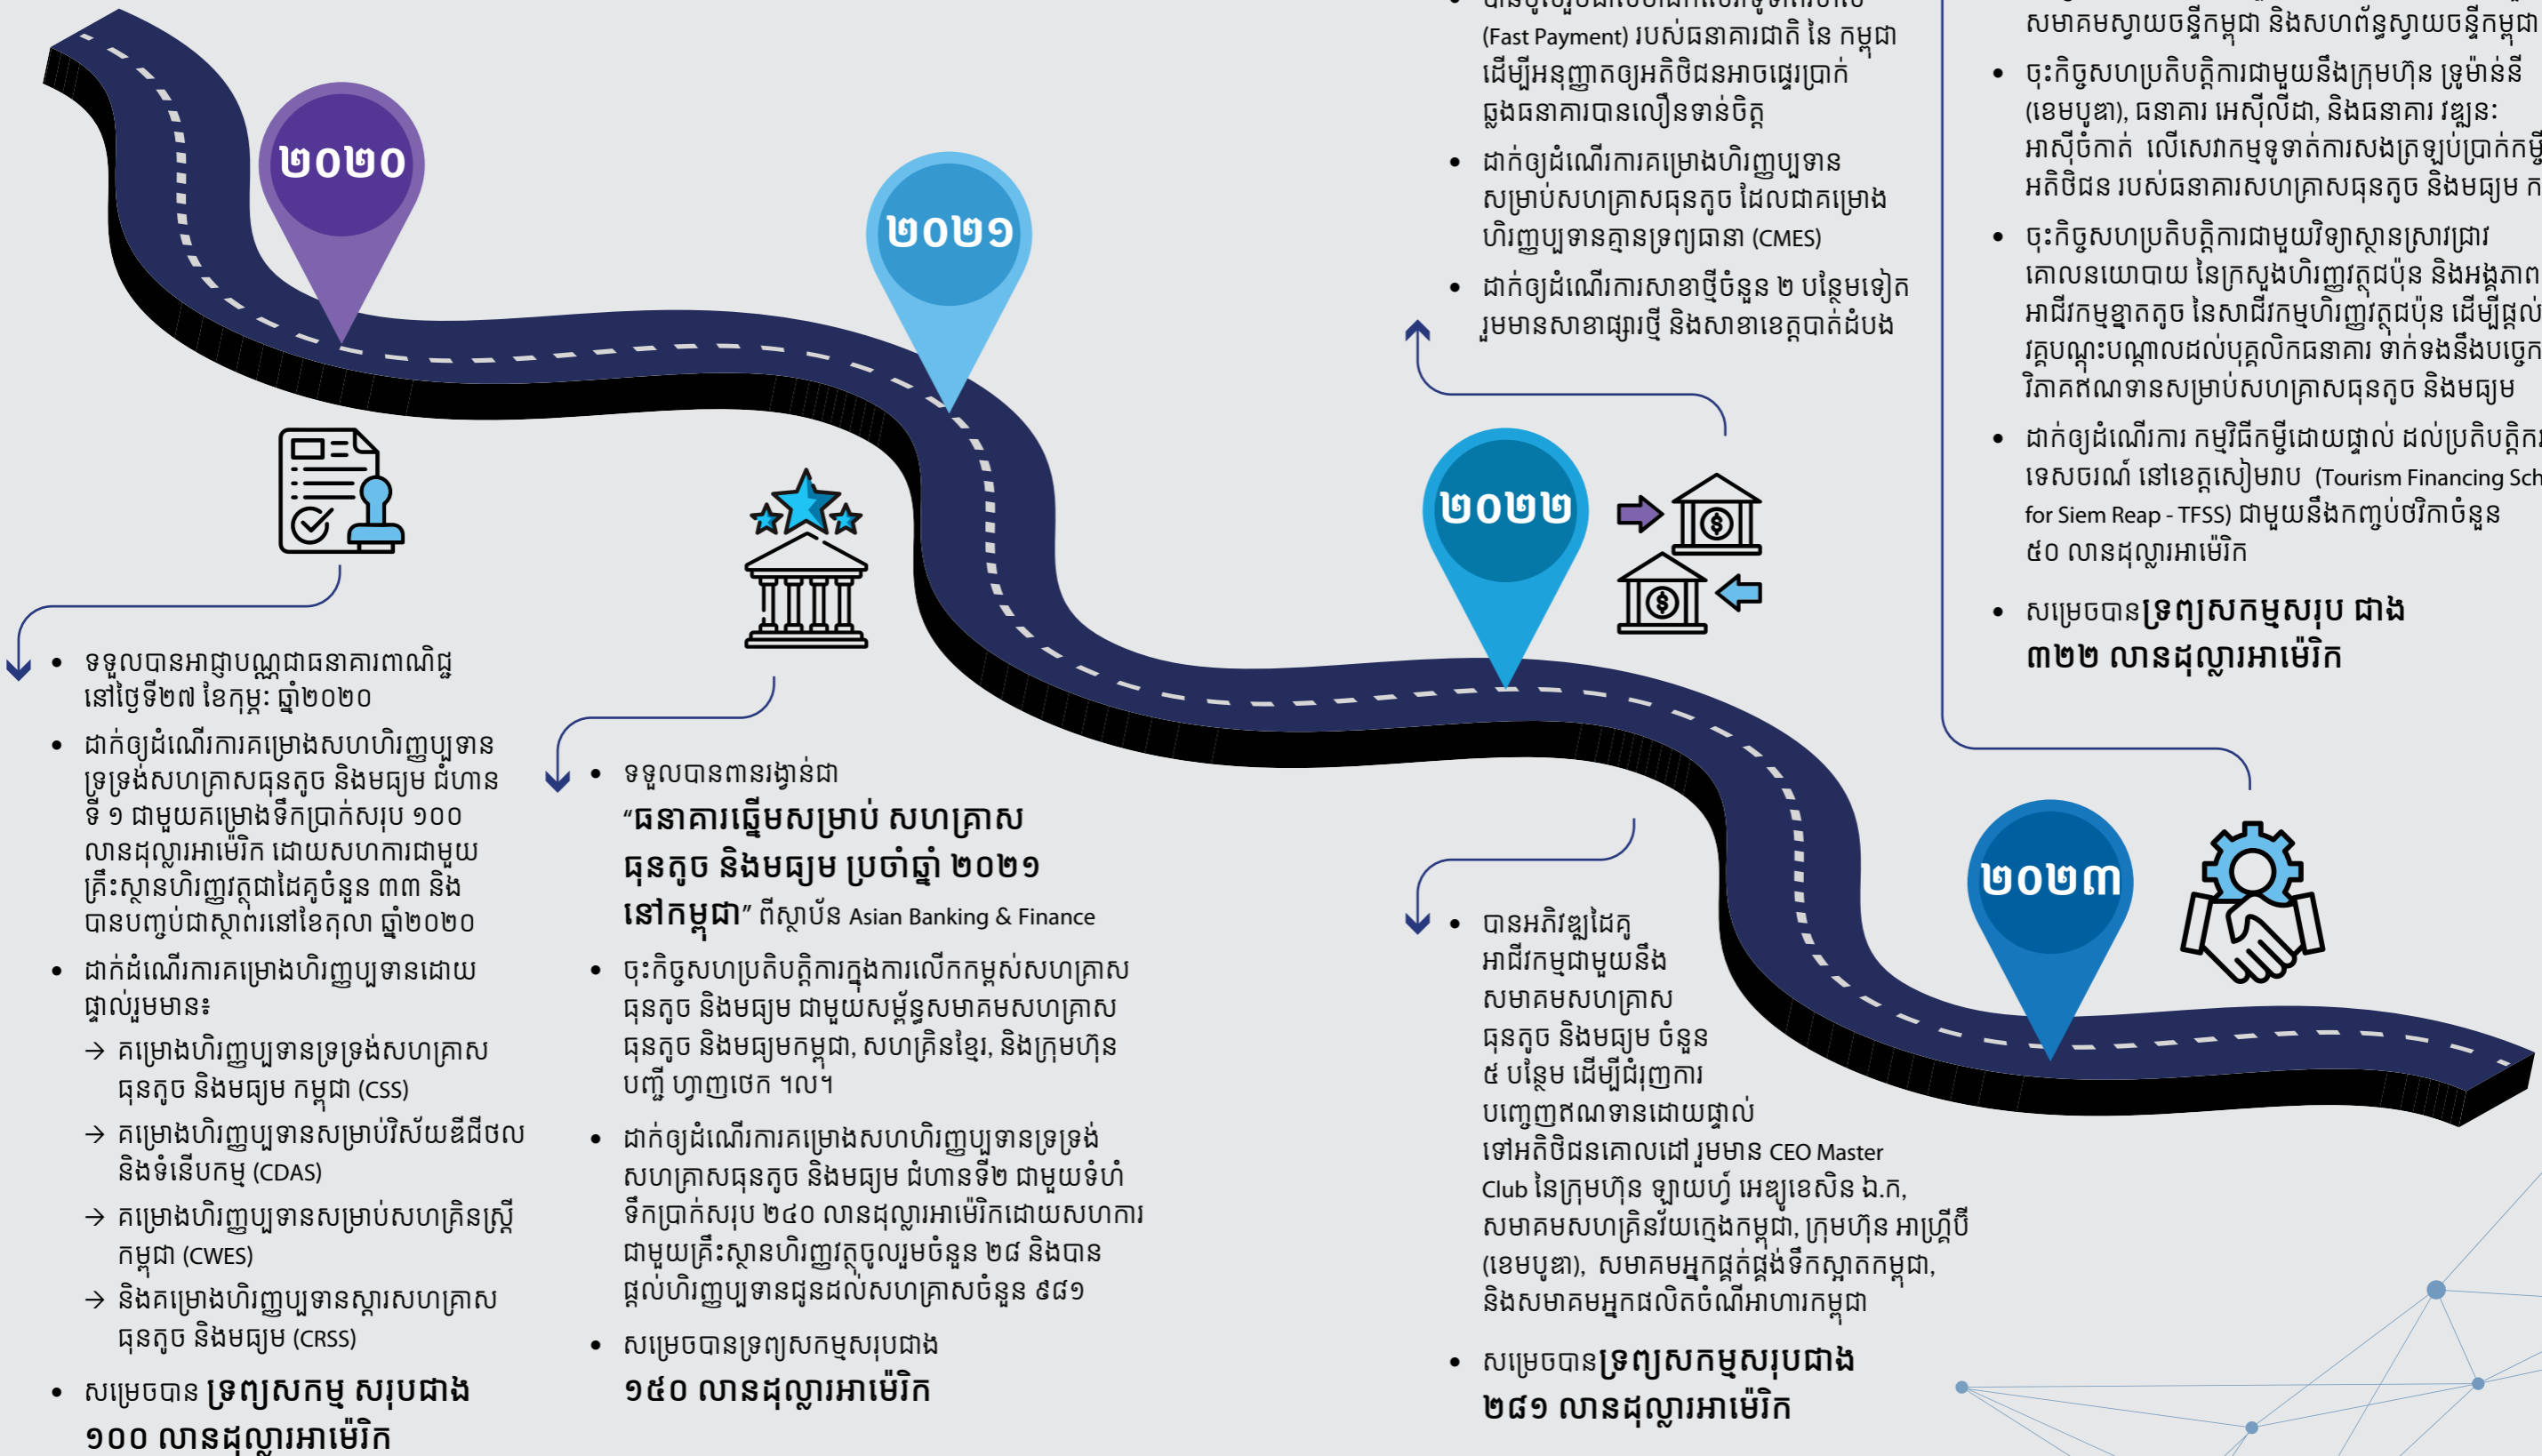 ២០២០
• ទទួលបានអាជ្ញាបណ្ណជាធនាគារពាណិជ្ជ
នៅថ្ងៃទី២៧ ខែកុម្ភៈ ឆ្នាំ២០២០
• ដាក់ឲ្យដំណើរការគម្រោងសហហិរញ្ញប្បទាន
ទ្រទ្រង់សហគ្រាសធុនតូច និងមធ្យម ជំហាន
ទី ១ ជាមួយគម្រោងទឹកប្រាក់សរុប ១០០
លានដុល្លារអាម៉េរិក ដោយសហការជាមួយ
គ្រឹះស្ថានហិរញ្ញវត្ថុជាដៃគូចំនួន ៣៣ និង
បានបញ្ចប់ជាស្ថាពរនៅខែតុលា ឆ្នាំ២០២០
• ដាក់ដំណើរការគម្រោងហិរញ្ញប្បទានដោយ
ផ្ទាល់រួមមាន៖
→ គម្រោងហិរញ្ញប្បទានទ្រទ្រង់សហគ្រាស
ធុនតូច និងមធ្យម កម្ពុជា (CSS)
→ គម្រោងហិរញ្ញប្បទានសម្រាប់វិស័យឌីជីថល
និងទំនើបកម្ម (CDAS)
→ គម្រោងហិរញ្ញប្បទានសម្រាប់សហគ្រិនស្ត្រី
កម្ពុជា (CWES)
→ និងគម្រោងហិរញ្ញប្បទានស្តារសហគ្រាស
ធុនតូច និងមធ្យម (CRSS)
• សម្រេចបាន ទ្រព្យសកម្ម សរុបជាង
១០០ លានដុល្លារអាម៉េរិក
២០២១
• ទទួលបានពានរង្វាន់ជា
“ធនាគារឆ្នើមសម្រាប់ សហគ្រាស
ធុនតូច និងមធ្យម ប្រចាំឆ្នាំ ២០២១
នៅកម្ពុជា” ពីស្ថាប័ន Asian Banking & Finance
• ចុះកិច្ចសហប្រតិបត្តិការក្នុងការលើកកម្ពស់សហគ្រាស
ធុនតូច និងមធ្យម ជាមួយសម្ព័ន្ធសមាគមសហគ្រាស
ធុនតូច និងមធ្យមកម្ពុជា, សហគ្រិនខ្មែរ, និងក្រុមហ៊ុន
បញ្ជី ហ្វាញថេក ។ល។
• ដាក់ឲ្យដំណើរការគម្រោងសហហិរញ្ញប្បទានទ្រទ្រង់
សហគ្រាសធុនតូច និងមធ្យម ជំហានទី២ ជាមួយទំហំ
ទឹកប្រាក់សរុប ២៤០ លានដុល្លារអាម៉េរិកដោយសហការ
ជាមួយគ្រឹះស្ថានហិរញ្ញវត្ថុចូលរួមចំនួន ២៨ និងបាន
ផ្តល់ហិរញ្ញប្បទានជូនដល់សហគ្រាសចំនួន ៩៨១
• សម្រេចបានទ្រព្យសកម្មសរុបជាង
១៥០ លានដុល្លារអាម៉េរិក
(Fast Payment) របស់ធនាគារជាតិ នៃ កម្ពុជា
ដើម្បីអនុញ្ញាតឲ្យអតិថិជនអាចផ្ទេរប្រាក់
ឆ្លងធនាគារបានលឿនទាន់ចិត្ត
• ដាក់ឲ្យដំណើរការគម្រោងហិរញ្ញប្បទាន
សម្រាប់សហគ្រាសធុនតូច ដែលជាគម្រោង
ហិរញ្ញប្បទានគ្មានទ្រព្យធានា (CMES)
• ដាក់ឲ្យដំណើរការសាខាថ្មីចំនួន ២ បន្ថែមទៀត
រួមមានសាខាផ្សារថ្មី និងសាខាខេត្តបាត់ដំបង
២០២២
• បានអភិវឌ្ឍដៃគូ
អាជីវកម្មជាមួយនឹង
សមាគមសហគ្រាស
ធុនតូច និងមធ្យម ចំនួន
៥ បន្ថែម ដើម្បីជំរុញការ
បញ្ចេញឥណទានដោយផ្ទាល់
ទៅអតិថិជនគោលដៅ រួមមាន CEO Master
Club នៃក្រុមហ៊ុន ឡាយហ្វ៍ អេឌ្យូខេសិន ឯ.ក,
សមាគមសហគ្រិនវ័យក្មេងកម្ពុជា, ក្រុមហ៊ុន អាហ្គ្រីប៊ី
(ខេមបូឌា), សមាគមអ្នកផ្គត់ផ្គង់ទឹកស្អាតកម្ពុជា,
និងសមាគមអ្នកផលិតចំណីអាហារកម្ពុជា
• សម្រេចបានទ្រព្យសកម្មសរុបជាង
២៨១ លានដុល្លារអាម៉េរិក
សមាគមស្វាយចន្ទីកម្ពុជា និងសហព័ន្ធស្វាយចន្ទីកម្ពុជា
• ចុះកិច្ចសហប្រតិបត្តិការជាមួយនឹងក្រុមហ៊ុន ទ្រូម៉ាន់នី
(ខេមបូឌា), ធនាគារ អេស៊ីលីដា, និងធនាគារ វឌ្ឍនៈ
អាស៊ីចំកាត់ លើសេវាកម្មទូទាត់ការសងត្រឡប់ប្រាក់កម្ចី
អតិថិជន របស់ធនាគារសហគ្រាសធុនតូច និងមធ្យម
• ចុះកិច្ចសហប្រតិបត្តិការជាមួយវិទ្យាស្ថានស្រាវជ្រាវ
គោលនយោបាយ នៃក្រសួងហិរញ្ញវត្ថុជប៉ុន និងអង្គភាព
អាជីវកម្មខ្នាតតូច នៃសាជីវកម្មហិរញ្ញវត្ថុជប៉ុន ដើម្បីផ្តល់
វគ្គបណ្តុះបណ្តាលដល់បុគ្គលិកធនាគារ ទាក់ទងនឹង
វិភាគឥណទានសម្រាប់សហគ្រាសធុនតូច និងមធ្យម
• ដាក់ឲ្យដំណើរការ កម្មវិធីកម្ចីដោយផ្ទាល់ ដល់
ទេសចរណ៍ នៅខេត្តសៀមរាប (Tourism Financing
for Siem Reap - TFSS) ជាមួយនឹងកញ្ចប់ថវិកាចំនួន
៥០ លានដុល្លារអាម៉េរិក
• សម្រេចបានទ្រព្យសកម្មសរុប ជាង
៣២២ លានដុល្លារអាម៉េរិក
២០២៣